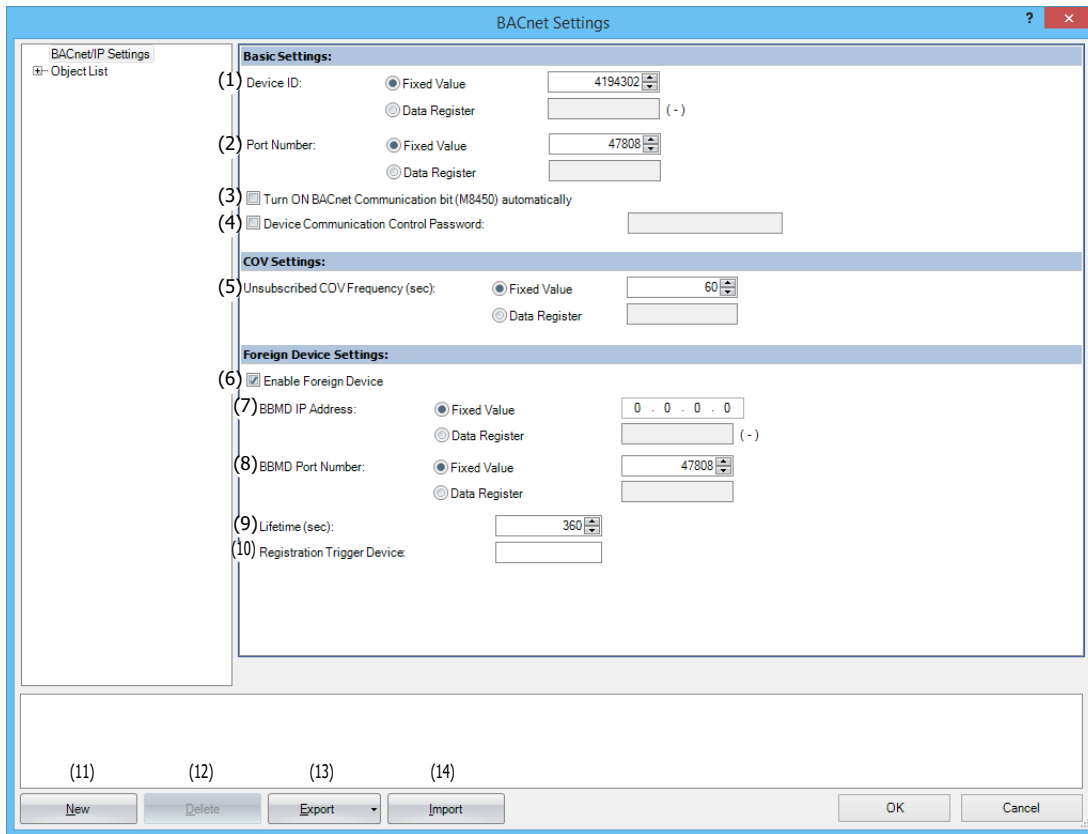 BACnet Settings
?
BACnet/IP Settings
Object List
Basic Settings:
(1) Device ID: Fixed Value 4194302
Data Register (-)
(2) Port Number: Fixed Value 47808
Data Register
(3) Turn ON BACnet Communication bit (M8450) automatically
(4) Device Communication Control Password:
COV Settings:
(5) Unsubscribed COV Frequency (sec): Fixed Value 60
Data Register
Foreign Device Settings:
(6) Enable Foreign Device
(7) BBMD IP Address: Fixed Value 0 . 0 . 0 . 0
Data Register (-)
(8) BBMD Port Number: Fixed Value 47808
Data Register
(9) Lifetime (sec): 360
(10) Registration Trigger Device:
(11) (12) (13) (14)
New Delete Export Import OK Cancel